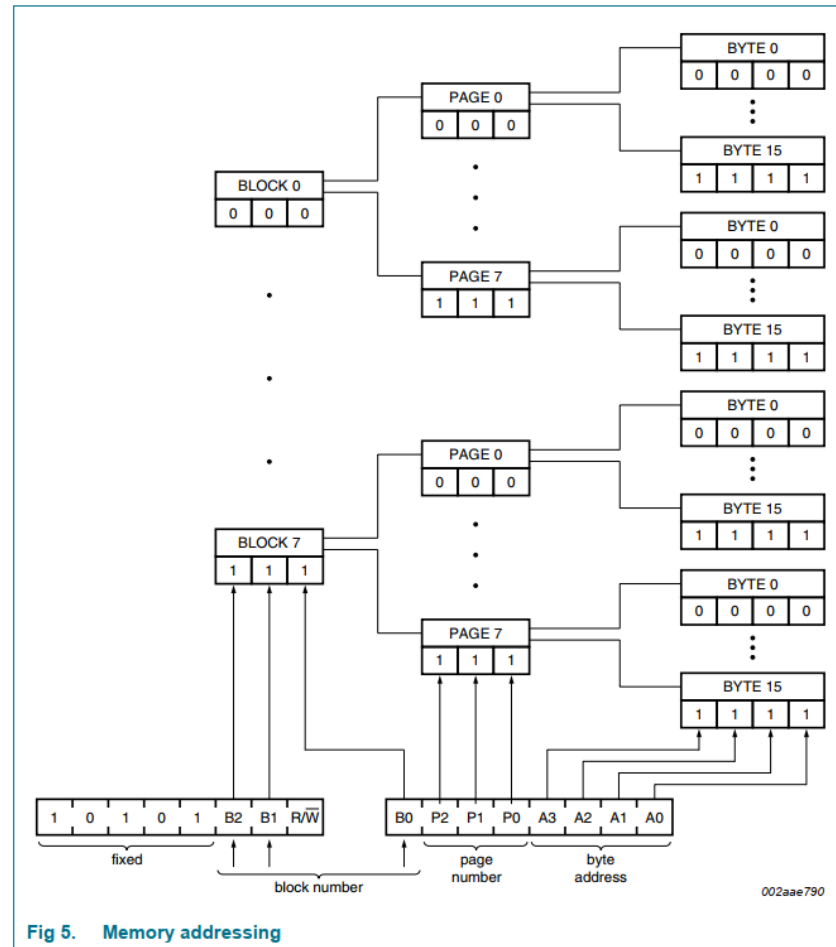 BYTE 0
0 0 0 0
PAGE 0
0 0 0
BYTE 15
1 1 1 1
BLOCK 0
0 0 0
BYTE 0
0 0 0 0
PAGE 7
1 1 1
BYTE 15
1 1 1 1
BYTE 0
0 0 0 0
PAGE 0
0 0 0
BYTE 15
1 1 1 1
BLOCK 7
1 1 1
BYTE 0
0 0 0 0
PAGE 7
1 1 1
BYTE 15
1 1 1 1
1 0 1 0 1 B2 B1 R/W̅ B0 P2 P1 P0 A3 A2 A1 A0
fixed
block number
page
number
byte
address
002aae790
Fig 5. Memory addressing